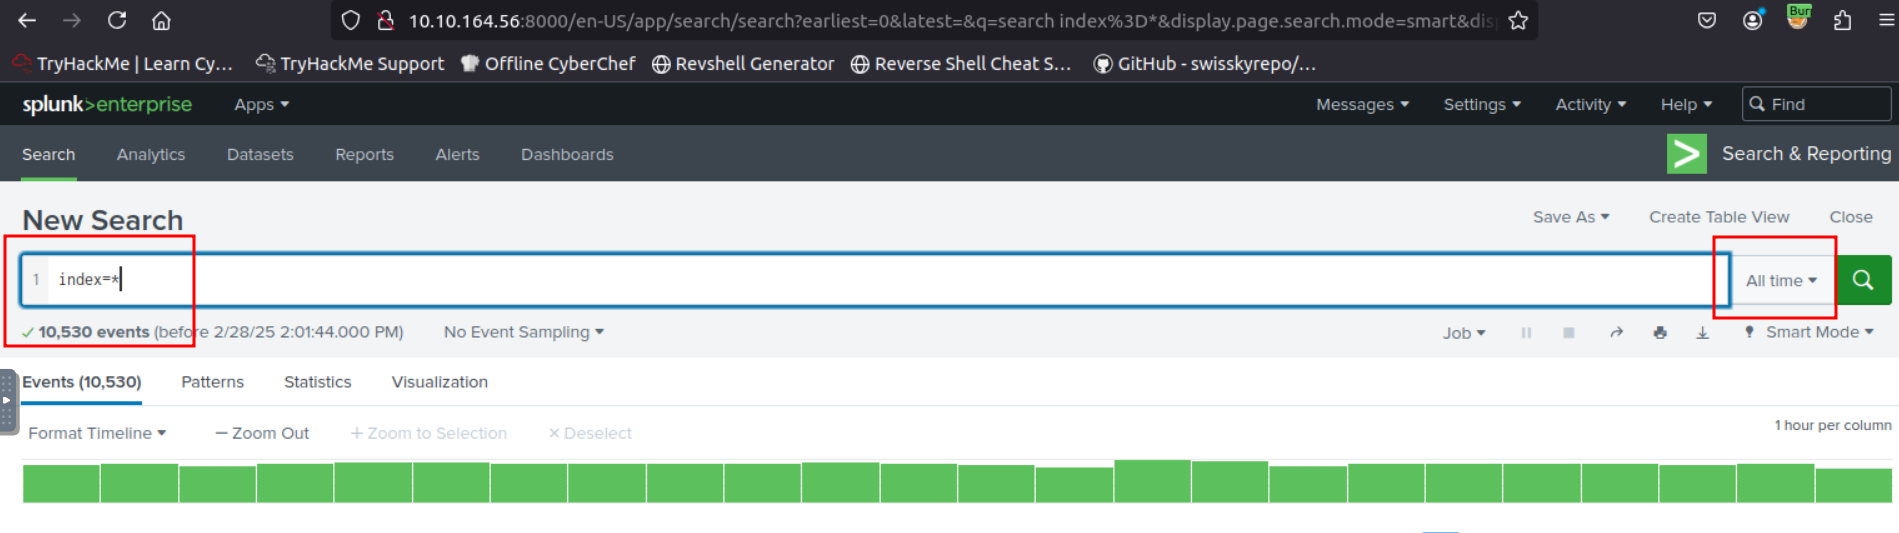 10.10.164.56:8000/en-US/app/search/search?earliest=0&latest=&q=search index%3D*&display.page.search.mode=smart&dis
TryHackMe | Learn Cy... TryHackMe Support Offline CyberChef Revshell Generator Reverse Shell Cheat S... GitHub - swisskyrepo/...
splunk>enterprise Apps Messages Settings Activity Help Find
Search Analytics Datasets Reports Alerts Dashboards Search & Reporting
New Search Save As Create Table View Close
1 index=* All time
10,530 events (before 2/28/25 2:01:44.000 PM) No Event Sampling Job Smart Mode
Events (10,530) Patterns Statistics Visualization
Format Timeline — Zoom Out + Zoom to Selection × Deselect 1 hour per column